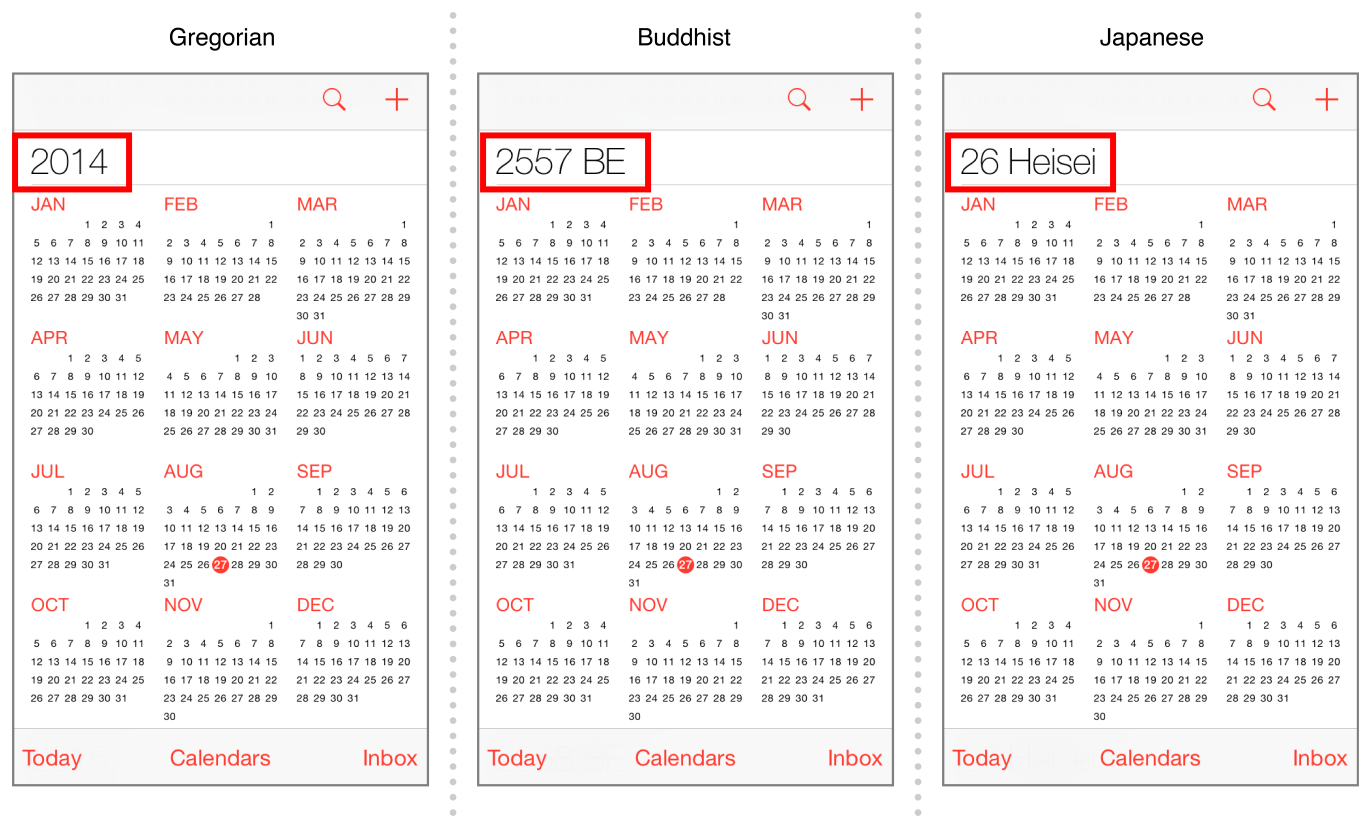 Gregorian
2014
JAN
1 2 3 4
5 6 7 8 9 10 11
12 13 14 15 16 17 18
19 20 21 22 23 24 25
26 27 28 29 30 31
FEB
1
2 3 4 5 6 7 8
9 10 11 12 13 14 15
16 17 18 19 20 21 22
23 24 25 26 27 28
MAR
1
2 3 4 5 6 7 8
9 10 11 12 13 14 15
16 17 18 19 20 21 22
23 24 25 26 27 28 29
30 31
APR
1 2 3 4 5
6 7 8 9 10 11 12
13 14 15 16 17 18 19
20 21 22 23 24 25 26
27 28 29 30
MAY
1 2 3
4 5 6 7 8 9 10
11 12 13 14 15 16 17
18 19 20 21 22 23 24
25 26 27 28 29 30 31
JUN
1 2 3 4 5 6 7
8 9 10 11 12 13 14
15 16 17 18 19 20 21
22 23 24 25 26 27 28
29 30
JUL
1 2 3 4 5
6 7 8 9 10 11 12
13 14 15 16 17 18 19
20 21 22 23 24 25 26
27 28 29 30 31
AUG
1 2
3 4 5 6 7 8 9
10 11 12 13 14 15 16
17 18 19 20 21 22 23
24 25 26 27 28 29 30
31
SEP
1 2 3 4 5 6
7 8 9 10 11 12 13
14 15 16 17 18 19 20
21 22 23 24 25 26 27
28 29 30
OCT
1 2 3 4
5 6 7 8 9 10 11
12 13 14 15 16 17 18
19 20 21 22 23 24 25
26 27 28 29 30 31
NOV
1
2 3 4 5 6 7 8
9 10 11 12 13 14 15
16 17 18 19 20 21 22
23 24 25 26 27 28 29
30
DEC
1 2 3 4 5 6
7 8 9 10 11 12 13
14 15 16 17 18 19 20
21 22 23 24 25 26 27
28 29 30 31
Today Calendars Inbox
Buddhist
2557 BE
JAN
1 2 3 4
5 6 7 8 9 10 11
12 13 14 15 16 17 18
19 20 21 22 23 24 25
26 27 28 29 30 31
FEB
1
2 3 4 5 6 7 8
9 10 11 12 13 14 15
16 17 18 19 20 21 22
23 24 25 26 27 28
MAR
1
2 3 4 5 6 7 8
9 10 11 12 13 14 15
16 17 18 19 20 21 22
23 24 25 26 27 28 29
30 31
APR
1 2 3 4 5
6 7 8 9 10 11 12
13 14 15 16 17 18 19
20 21 22 23 24 25 26
27 28 29 30
MAY
1 2 3
4 5 6 7 8 9 10
11 12 13 14 15 16 17
18 19 20 21 22 23 24
25 26 27 28 29 30 31
JUN
1 2 3 4 5 6 7
8 9 10 11 12 13 14
15 16 17 18 19 20 21
22 23 24 25 26 27 28
29 30
JUL
1 2 3 4 5
6 7 8 9 10 11 12
13 14 15 16 17 18 19
20 21 22 23 24 25 26
27 28 29 30 31
AUG
1 2
3 4 5 6 7 8 9
10 11 12 13 14 15 16
17 18 19 20 21 22 23
24 25 26 27 28 29 30
31
SEP
1 2 3 4 5 6
7 8 9 10 11 12 13
14 15 16 17 18 19 20
21 22 23 24 25 26 27
28 29 30
OCT
1 2 3 4
5 6 7 8 9 10 11
12 13 14 15 16 17 18
19 20 21 22 23 24 25
26 27 28 29 30 31
NOV
1
2 3 4 5 6 7 8
9 10 11 12 13 14 15
16 17 18 19 20 21 22
23 24 25 26 27 28 29
30
DEC
1 2 3 4 5 6
7 8 9 10 11 12 13
14 15 16 17 18 19 20
21 22 23 24 25 26 27
28 29 30 31
Today Calendars Inbox
Japanese
26 Heisei
JAN
1 2 3 4
5 6 7 8 9 10 11
12 13 14 15 16 17 18
19 20 21 22 23 24 25
26 27 28 29 30 31
FEB
1
2 3 4 5 6 7 8
9 10 11 12 13 14 15
16 17 18 19 20 21 22
23 24 25 26 27 28
MAR
1
2 3 4 5 6 7 8
9 10 11 12 13 14 15
16 17 18 19 20 21 22
23 24 25 26 27 28 29
30 31
APR
1 2 3 4 5
6 7 8 9 10 11 12
13 14 15 16 17 18 19
20 21 22 23 24 25 26
27 28 29 30
MAY
1 2 3
4 5 6 7 8 9 10
11 12 13 14 15 16 17
18 19 20 21 22 23 24
25 26 27 28 29 30 31
JUN
1 2 3 4 5 6 7
8 9 10 11 12 13 14
15 16 17 18 19 20 21
22 23 24 25 26 27 28
29 30
JUL
1 2 3 4 5
6 7 8 9 10 11 12
13 14 15 16 17 18 19
20 21 22 23 24 25 26
27 28 29 30 31
AUG
1 2
3 4 5 6 7 8 9
10 11 12 13 14 15 16
17 18 19 20 21 22 23
24 25 26 27 28 29 30
31
SEP
1 2 3 4 5 6
7 8 9 10 11 12 13
14 15 16 17 18 19 20
21 22 23 24 25 26 27
28 29 30
OCT
1 2 3 4
5 6 7 8 9 10 11
12 13 14 15 16 17 18
19 20 21 22 23 24 25
26 27 28 29 30 31
NOV
1
2 3 4 5 6 7 8
9 10 11 12 13 14 15
16 17 18 19 20 21 22
23 24 25 26 27 28 29
30
DEC
1 2 3 4 5 6
7 8 9 10 11 12 13
14 15 16 17 18 19 20
21 22 23 24 25 26 27
28 29 30 31
Today Calendars Inbox